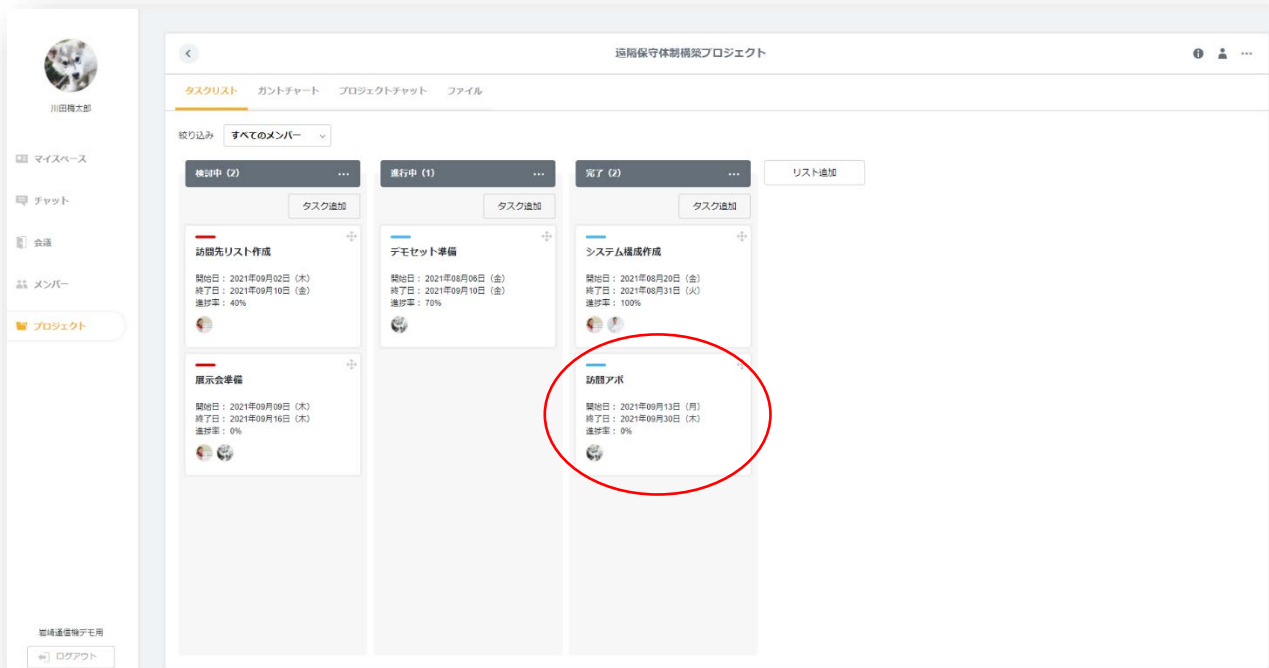 川田梅太郎
マイスペース
チャット
会議
メンバー
プロジェクト
岩崎通信機デモ用
ログアウト
遠隔保守体制構築プロジェクト
タスクリスト ガントチャート プロジェクトチャット ファイル
絞り込み すべてのメンバー
検討中 (2) ...
タスク追加
訪問先リスト作成
開始日: 2021年09月02日 (木)
終了日: 2021年09月10日 (金)
進捗率: 40%
展示会準備
開始日: 2021年09月09日 (木)
終了日: 2021年09月16日 (木)
進捗率: 0%
進行中 (1) ...
タスク追加
デモセット準備
開始日: 2021年08月06日 (金)
終了日: 2021年09月10日 (金)
進捗率: 70%
完了 (2) ...
タスク追加
システム構成作成
開始日: 2021年08月20日 (金)
終了日: 2021年08月31日 (火)
進捗率: 100%
訪問アポ
開始日: 2021年09月13日 (月)
終了日: 2021年09月30日 (木)
進捗率: 0%
リスト追加